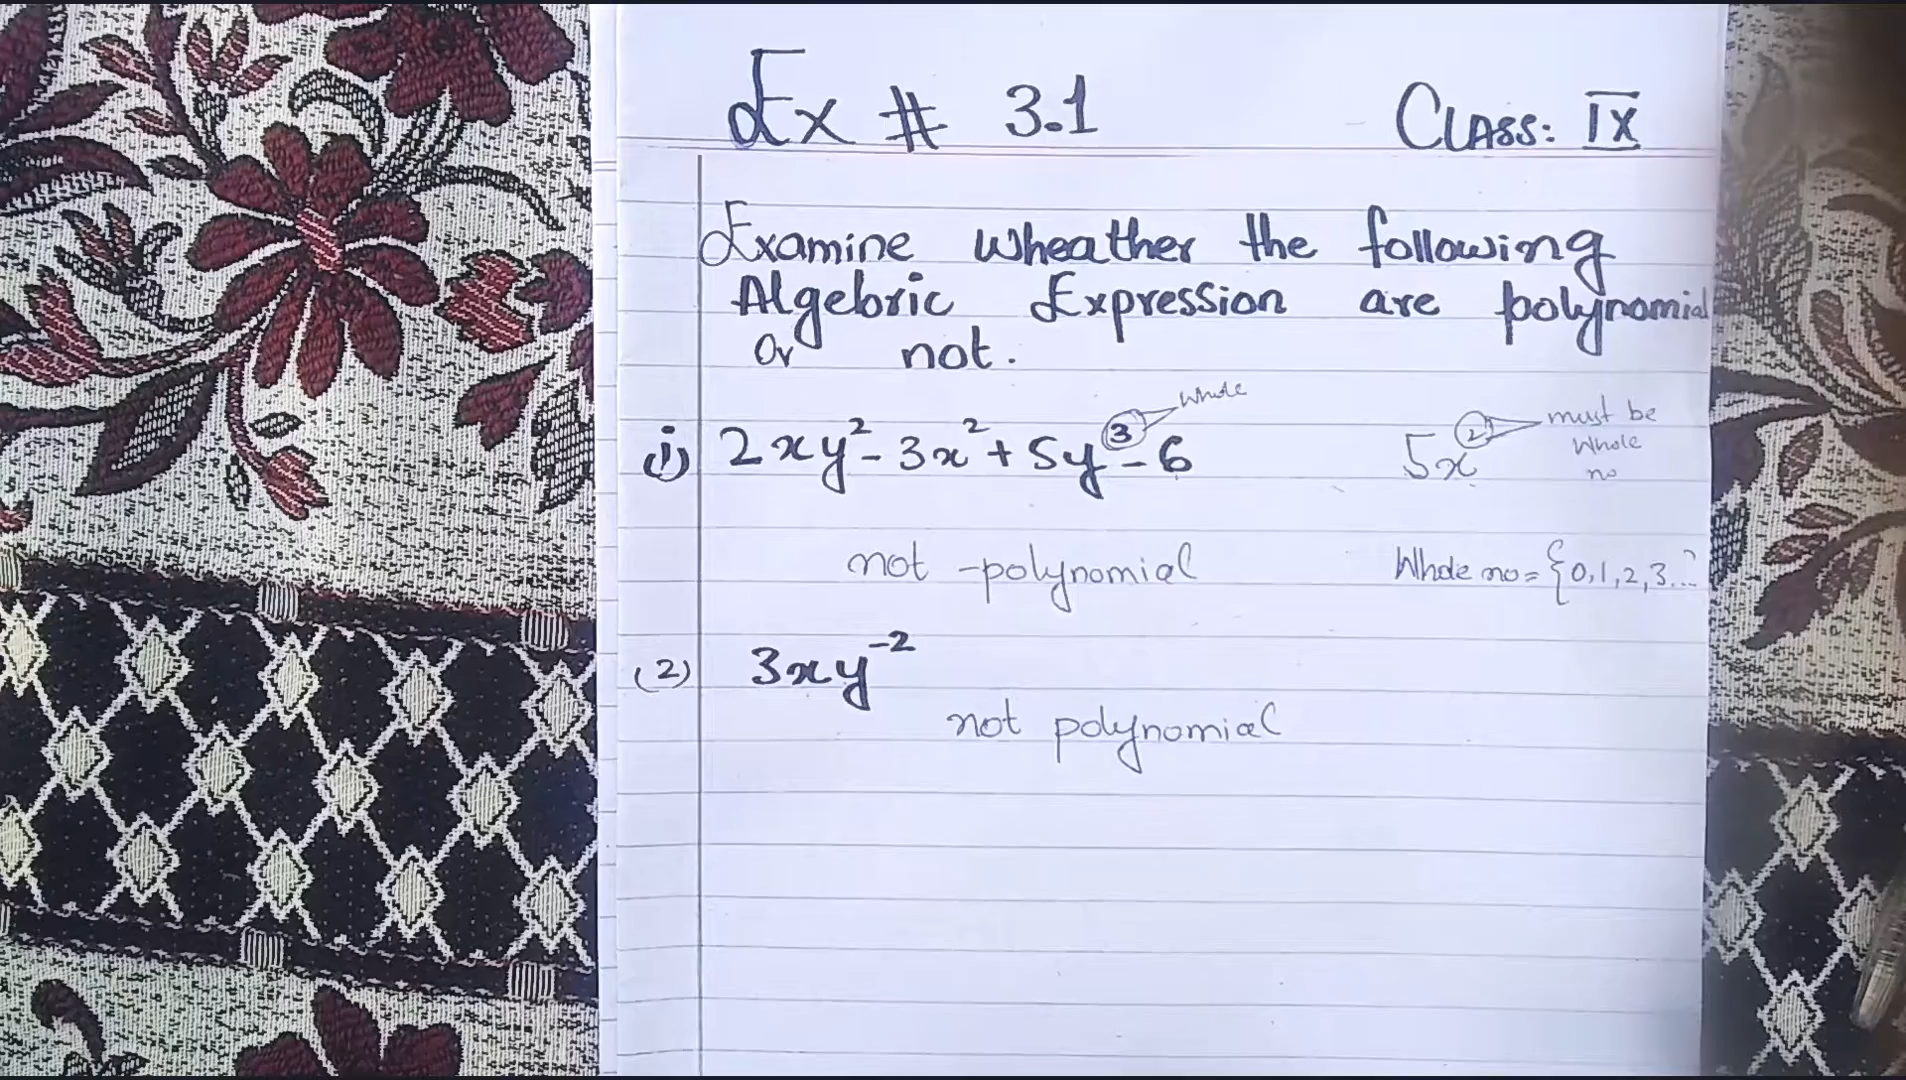 Ex # 3.1 CLASS: IX
Examine wheather the following
Algebric Expression are polynomial
Or not.
(i) 2xy² - 3x² + 5y³ - 6
whole
5x²
must be
whole
no
not -polynomial
Whole no = {0,1,2,3...}
(2) 3xy⁻²
not polynomial